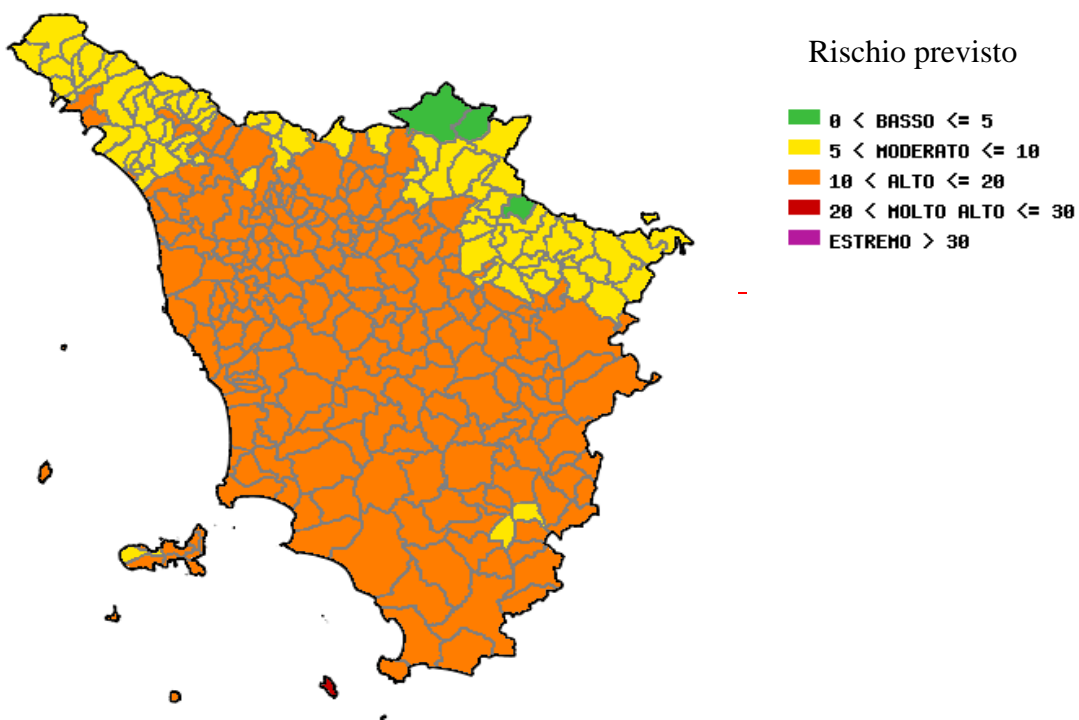 Rischio previsto
0 < BASSO <= 5
5 < MODERATO <= 10
10 < ALTO <= 20
20 < MOLTO ALTO <= 30
ESTREMO > 30